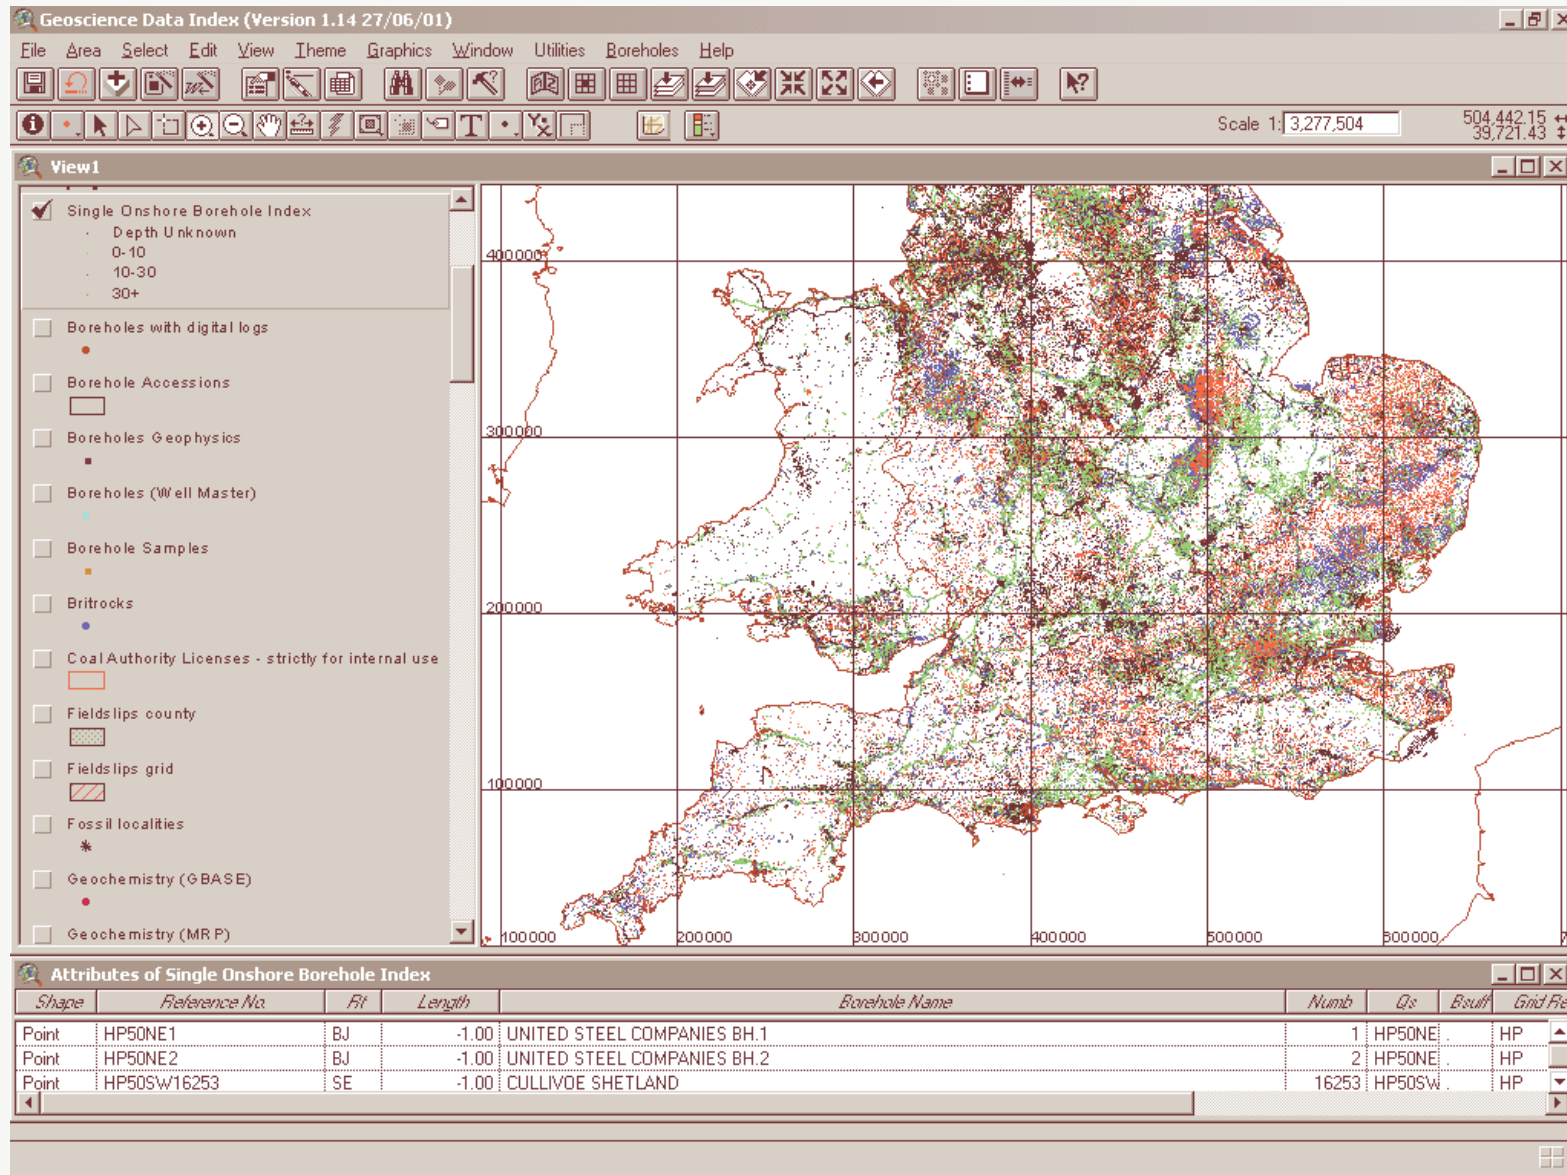 Geoscience Data Index (Version 1.14 27/06/01)
File Area Select Edit View Theme Graphics Window Utilities Boreholes Help
Scale 1: 3,277,504
504,442.15
39,721.43
View1
Single Onshore Borehole Index
Depth Unknown
0-10
10-30
30+
Boreholes with digital logs
Borehole Accessions
Boreholes Geophysics
Boreholes (Well Master)
Borehole Samples
Britrocks
Coal Authority Licenses - strictly for internal use
Fieldslips county
Fieldslips grid
Fossil localities
Geochemistry (GBASE)
Geochemistry (MRP)
400000
300000
200000
100000
100000 200000 300000 400000 500000 600000
Attributes of Single Onshore Borehole Index
Shape Reference No. Rt Length Borehole Name Numb Qs Bsuff Grid Re
Point HP50NE1 BJ -1.00 UNITED STEEL COMPANIES BH.1 1 HP50NE . HP
Point HP50NE2 BJ -1.00 UNITED STEEL COMPANIES BH.2 2 HP50NE . HP
Point HP50SW16253 SE -1.00 CULLIVOE SHETLAND 16253 HP50SW . HP